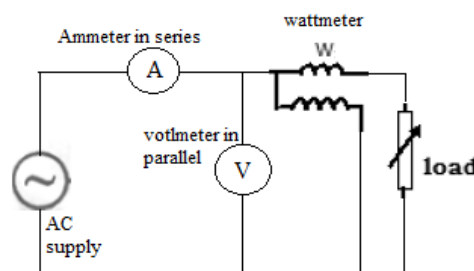 wattmeter
Ammeter in series
W
A
votlmeter in
parallel
V
load
AC
supply